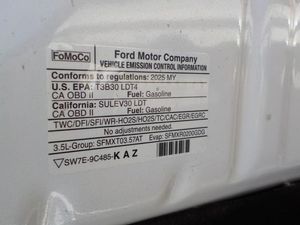 FoMoCo
Ford Motor Company
VEHICLE EMISSION CONTROL INFORMATION
Conforms to regulations: 2025 MY
U.S. EPA: T3B30 LDT4
CA OBD II Fuel: Gasoline
California: SULEV30 LDT
CA OBD II Fuel: Gasoline
TWC/DFI/SFI/WR-HO2S/HO2S/TC/CAC/EGR/EGRC
No adjustments needed.
3.5L-Group: SFMXT03.57AT Evap: SFMXR0200GDG
SW7E-9C485-KAZ